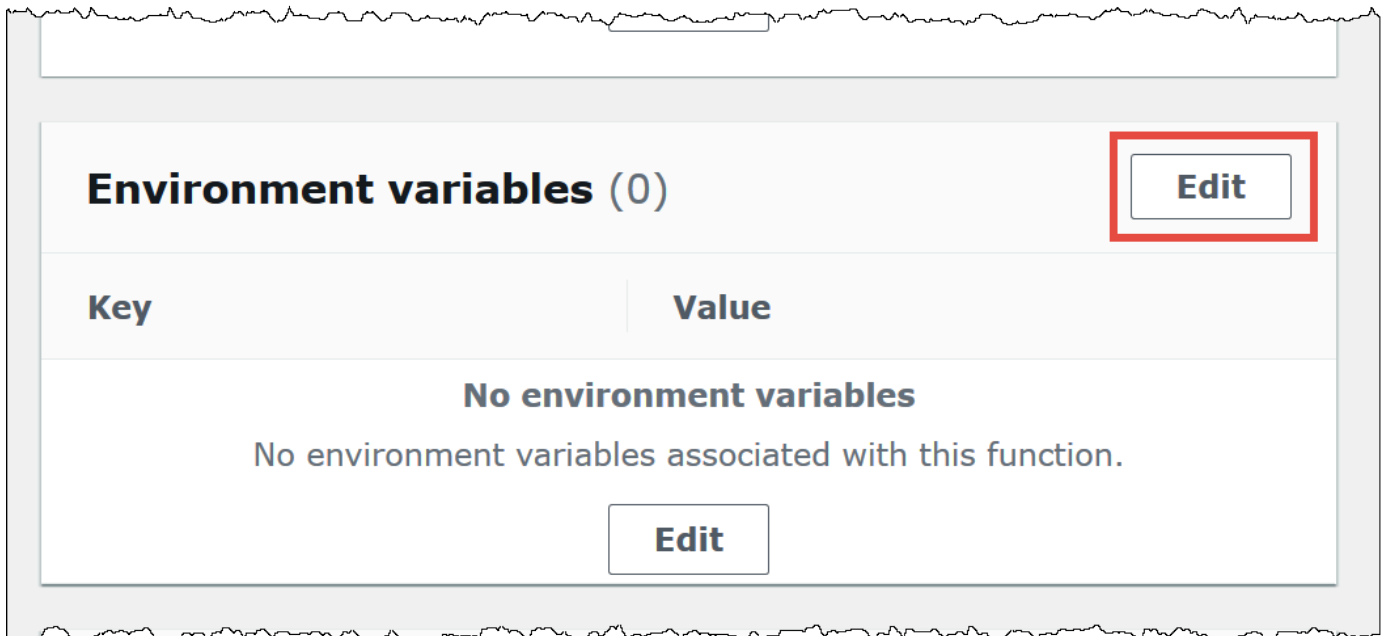 Environment variables (0)
Edit
Key Value
No environment variables
No environment variables associated with this function.
Edit